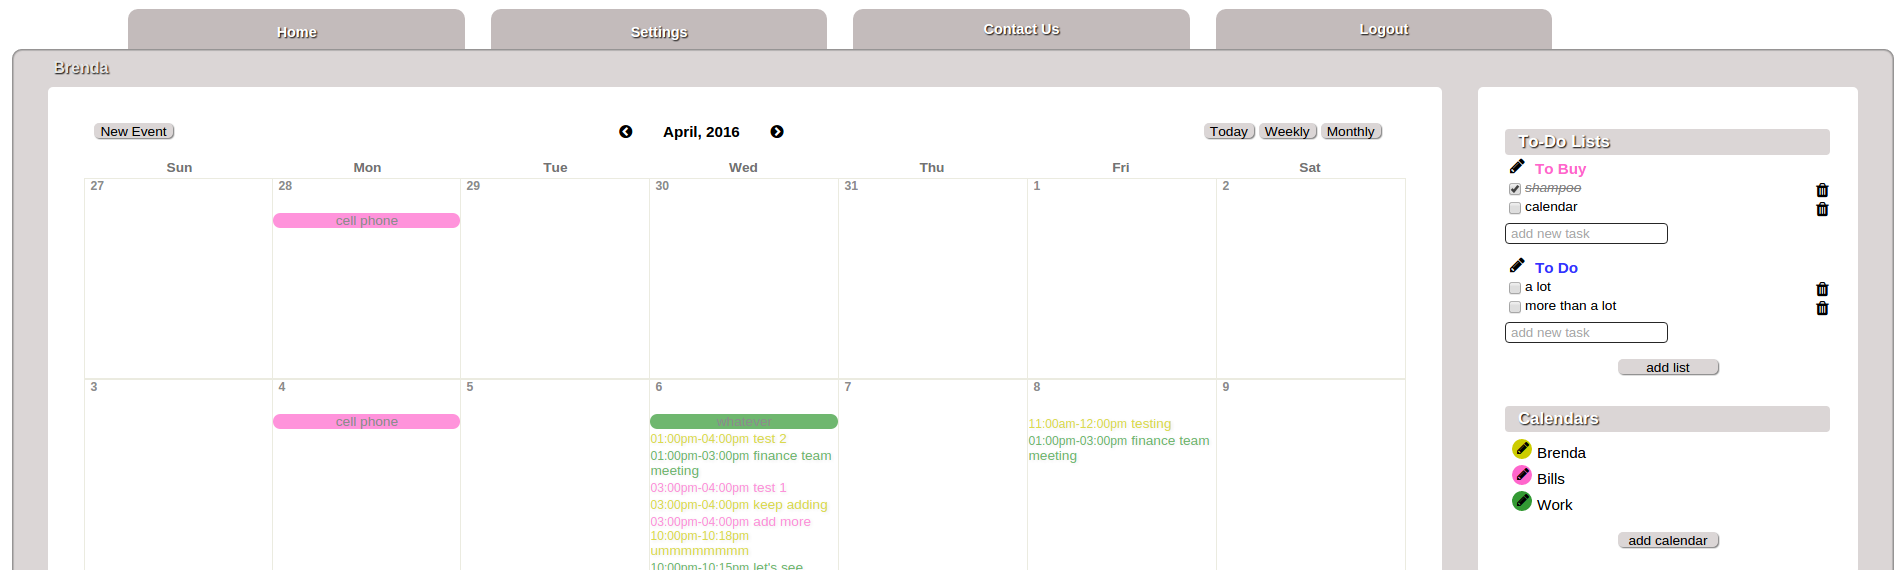 Home Settings Contact Us Logout
Brenda
New Event April, 2016 Today Weekly Monthly
Sun Mon Tue Wed Thu Fri Sat
27 28 29 30 31 1 2
cell phone
3 4 5 6 7 8 9
cell phone
whatever
01:00pm-04:00pm test 2
01:00pm-03:00pm finance team
meeting
03:00pm-04:00pm test 1
03:00pm-04:00pm keep adding
03:00pm-04:00pm add more
10:00pm-10:18pm
ummmmmmmm
10:00pm-10:15pm let's see
11:00am-12:00pm testing
01:00pm-03:00pm finance team
meeting
To-Do Lists
To Buy
shampoo
calendar
add new task
To Do
a lot
more than a lot
add new task
add list
Calendars
Brenda
Bills
Work
add calendar